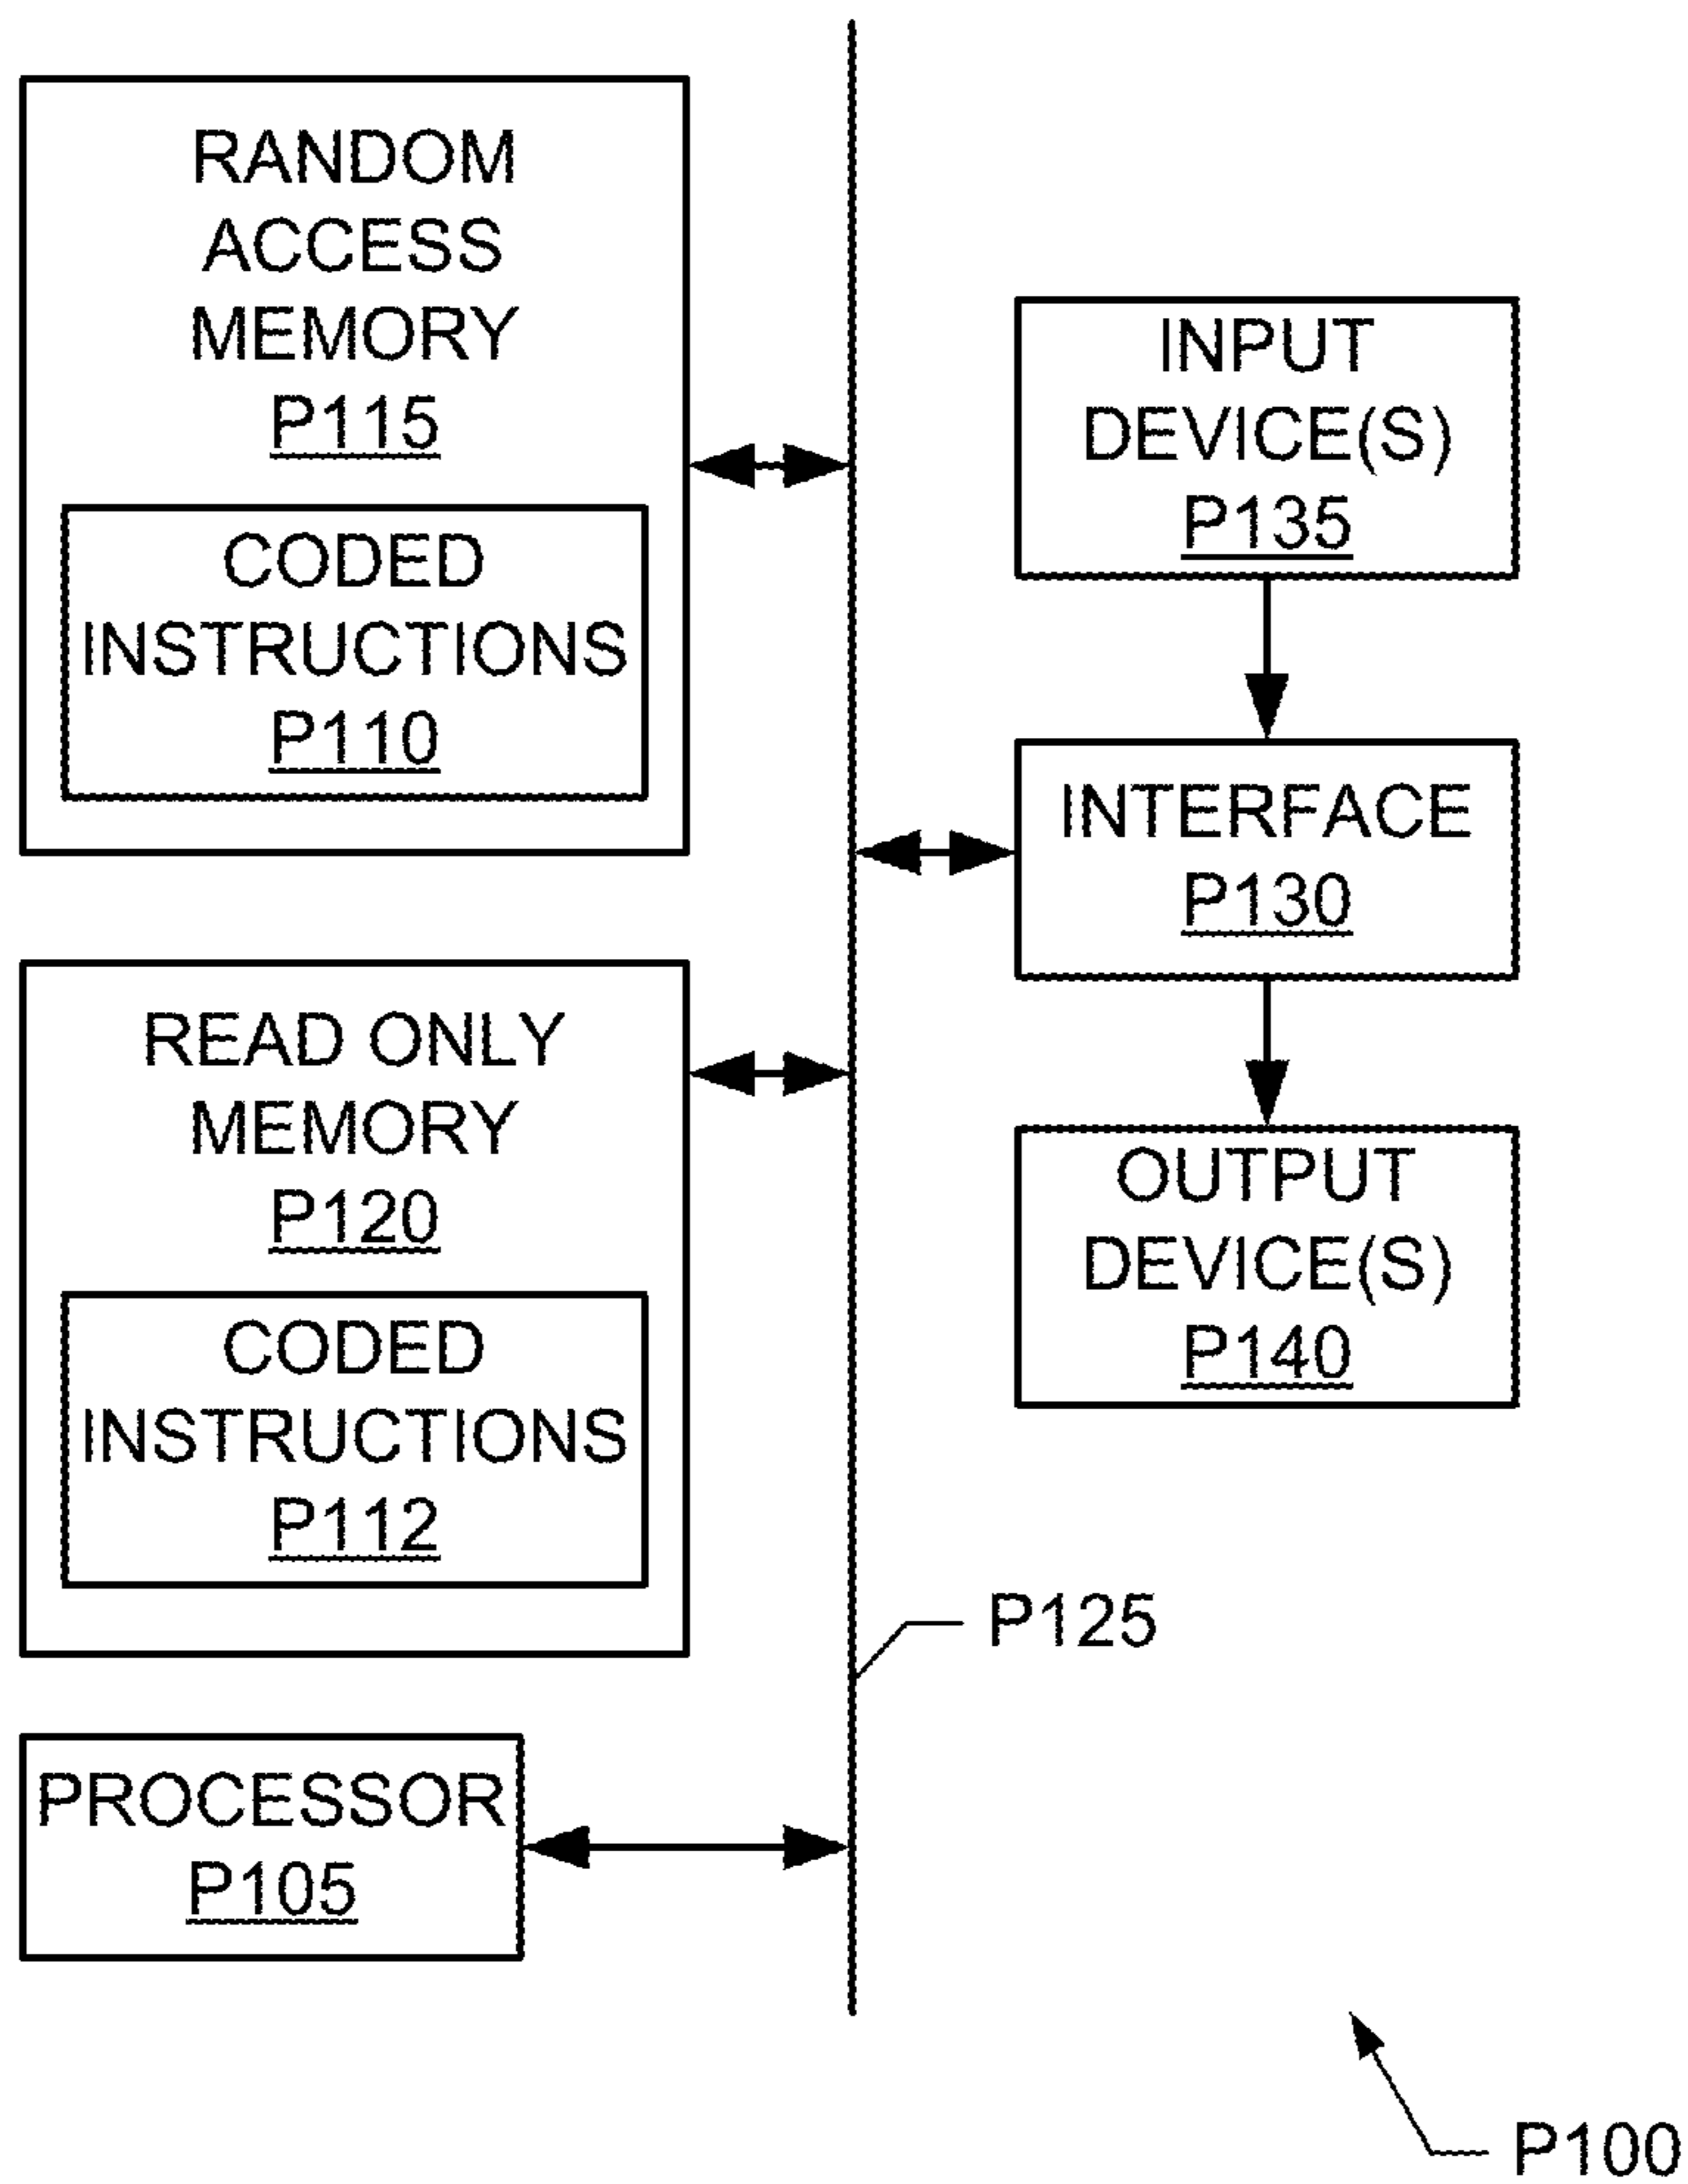 RANDOM
ACCESS
MEMORY
P115
CODED
INSTRUCTIONS
P110
READ ONLY
MEMORY
P120
CODED
INSTRUCTIONS
P112
PROCESSOR
P105
INPUT
DEVICE(S)
P135
INTERFACE
P130
OUTPUT
DEVICE(S)
P140
P125
P100